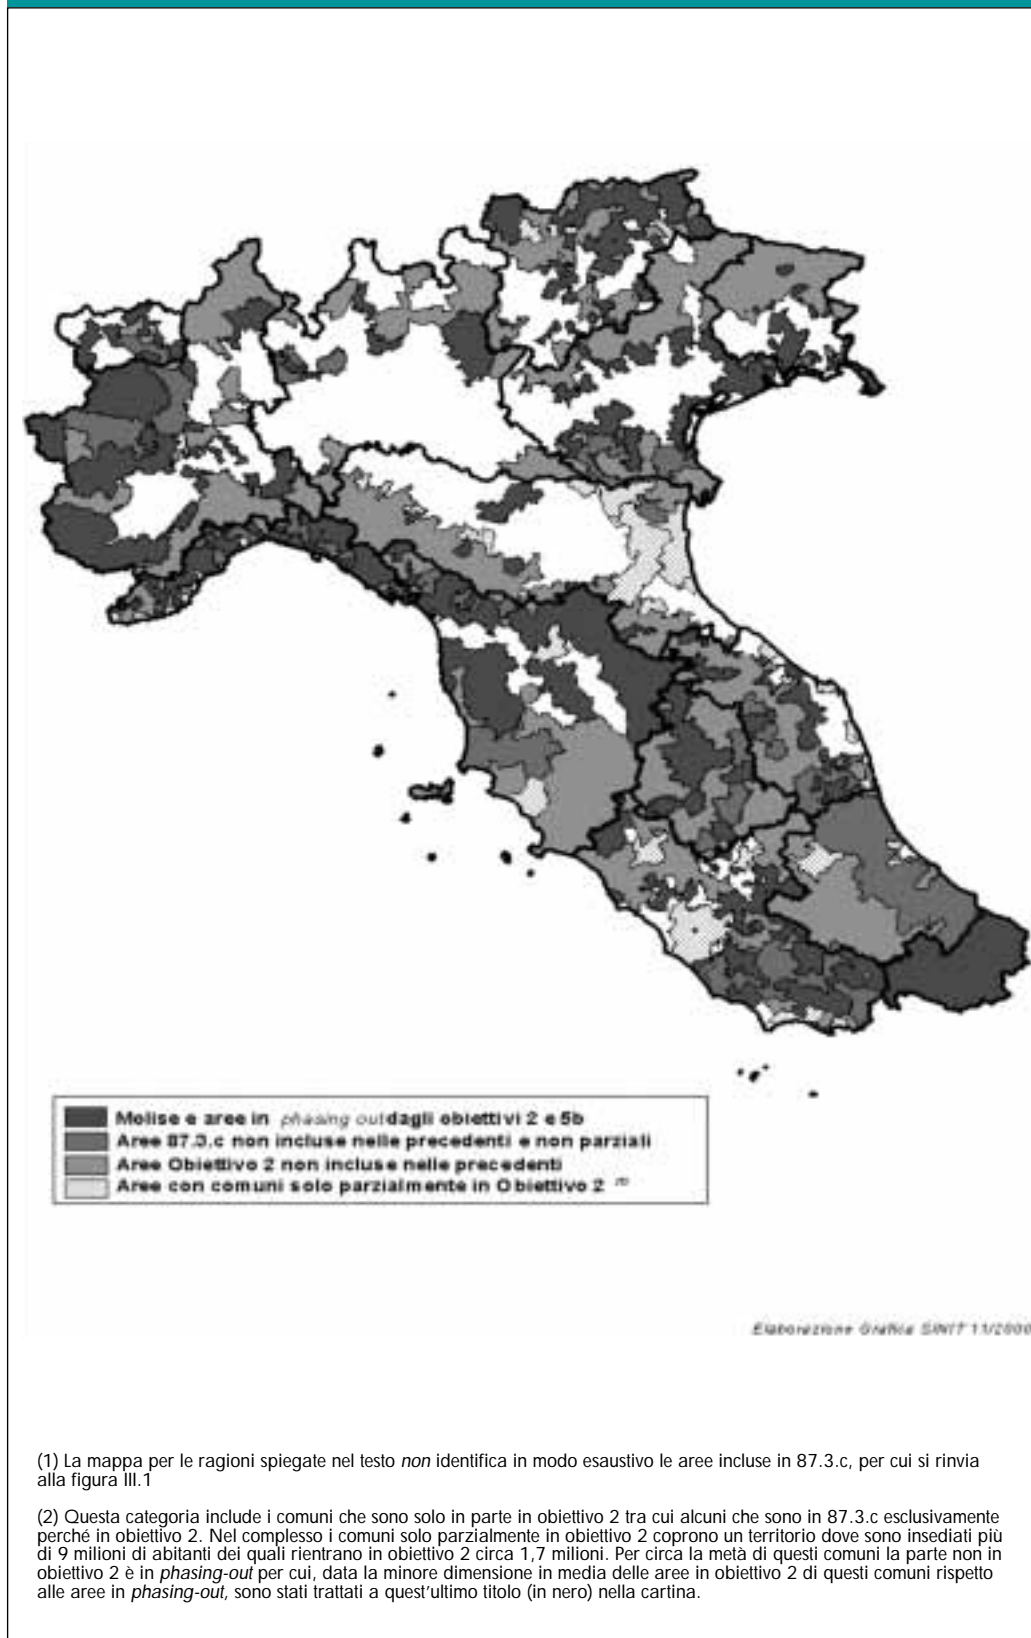 Molise e aree in phasing out dagli obiettivi 2 e 5b
Aree 87.3.c non incluse nelle precedenti e non parziali
Aree Obiettivo 2 non incluse nelle precedenti
Aree con comuni solo parzialmente in Obiettivo 2
Elaborazione Grafica SINIT 11/2000
(1) La mappa per le ragioni spiegate nel testo non identifica in modo esaustivo le aree incluse in 87.3.c, per cui si rinvia
alla figura III.1
(2) Questa categoria include i comuni che sono solo in parte in obiettivo 2 tra cui alcuni che sono in 87.3.c esclusivamente
perché in obiettivo 2. Nel complesso i comuni solo parzialmente in obiettivo 2 coprono un territorio dove sono insediati più
di 9 milioni di abitanti dei quali rientrano in obiettivo 2 circa 1,7 milioni. Per circa la metà di questi comuni la parte non in
obiettivo 2 è in phasing-out per cui, data la minore dimensione in media delle aree in obiettivo 2 di questi comuni rispetto
alle aree in phasing-out, sono stati trattati a quest'ultimo titolo (in nero) nella cartina.